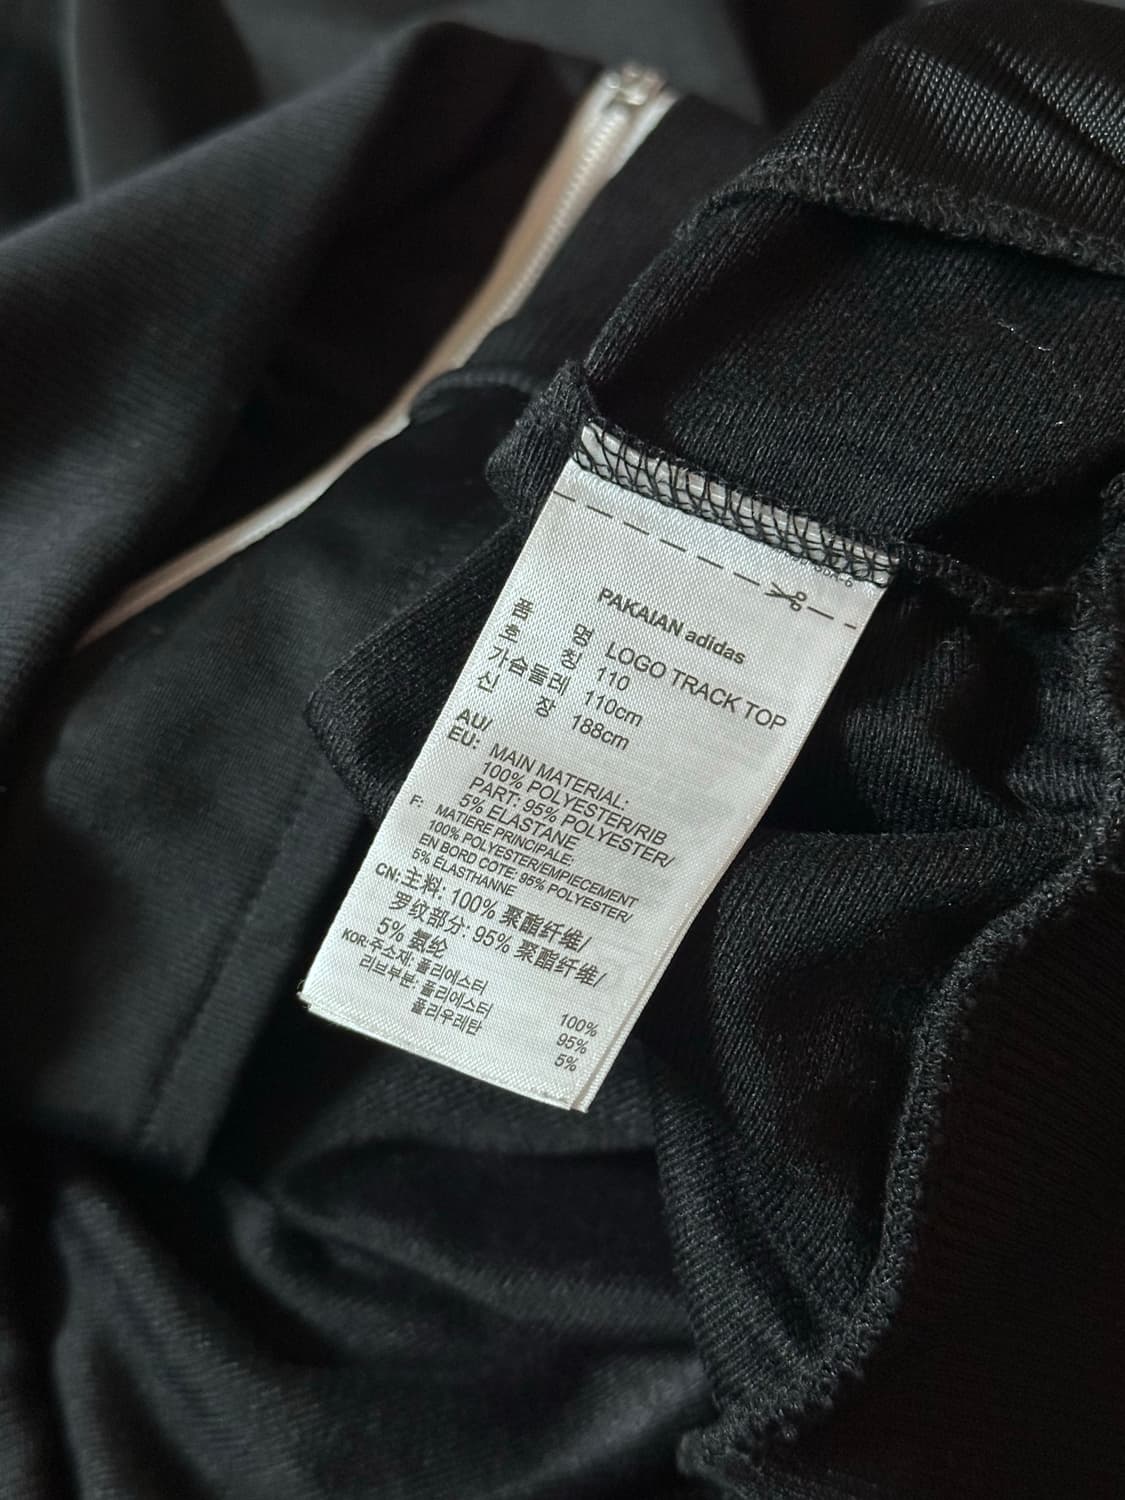 PAKAIAN adidas
품 명 LOGO TRACK TOP
호 칭 110
가슴둘레 110cm
신 장 188cm
AU/
EU: MAIN MATERIAL:
100% POLYESTER/RIB
PART: 95% POLYESTER/
5% ELASTANE
F: MATIÈRE PRINCIPALE:
100% POLYESTER/EMPIECEMENT
EN BORD COTE: 95% POLYESTER/
5% ÉLASTHANNE
CN: 主料: 100% 聚酯纤维/
罗纹部分: 95% 聚酯纤维/
5% 氨纶
KOR: 주소재: 폴리에스터 100%
리브부분: 폴리에스터 95%
폴리우레탄 5%